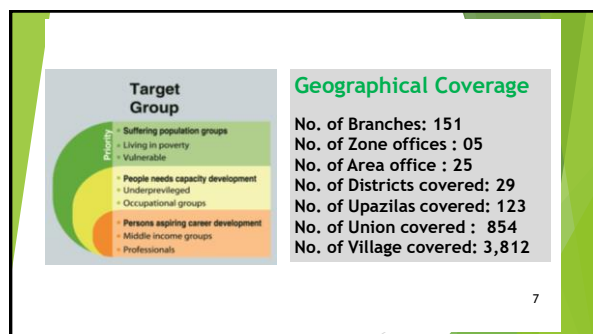 Target
Group
Priority
Suffering population groups
Living in poverty
Vulnerable
People needs capacity development
Underprevileged
Occupational groups
Persons aspiring career development
Middle income groups
Professionals
Geographical Coverage
No. of Branches: 151
No. of Zone offices : 05
No. of Area office : 25
No. of Districts covered: 29
No. of Upazilas covered: 123
No. of Union covered : 854
No. of Village covered: 3,812
7